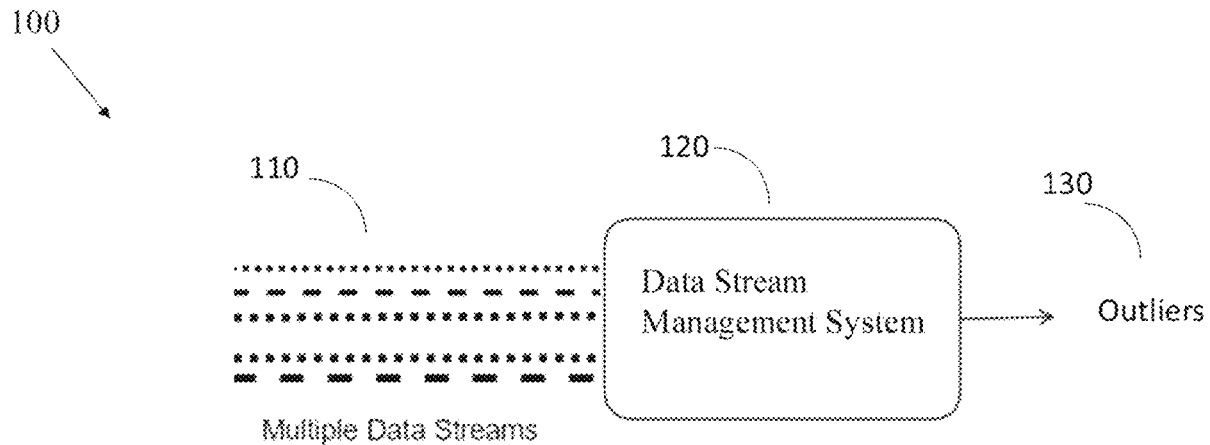 100
110
120
130
Data Stream
Management System
Outliers
Multiple Data Streams